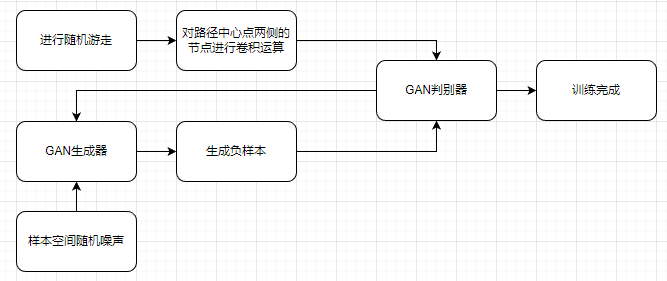 进行随机游走
对路径中心点两侧的
节点进行卷积运算
GAN判别器
训练完成
GAN生成器
生成负样本
样本空间随机噪声